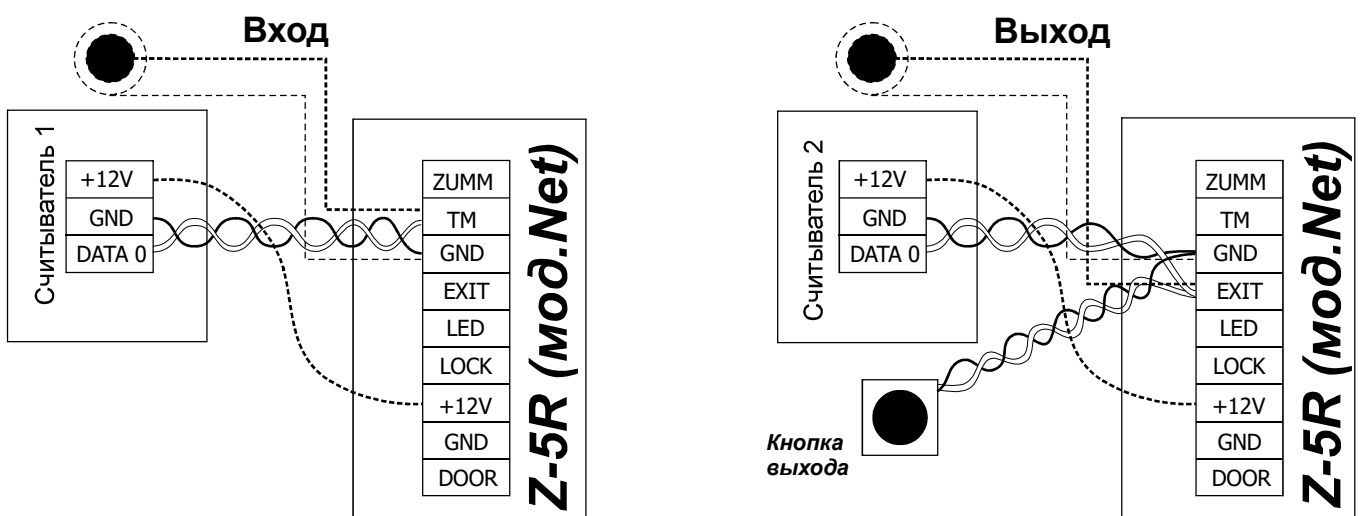 Вход
Считыватель 1
+12V
GND
DATA 0
ZUMM
TM
GND
EXIT
LED
LOCK
+12V
GND
DOOR
Z-5R (мод.Net)
Выход
Считыватель 2
+12V
GND
DATA 0
Кнопка
выхода
ZUMM
TM
GND
EXIT
LED
LOCK
+12V
GND
DOOR
Z-5R (мод.Net)